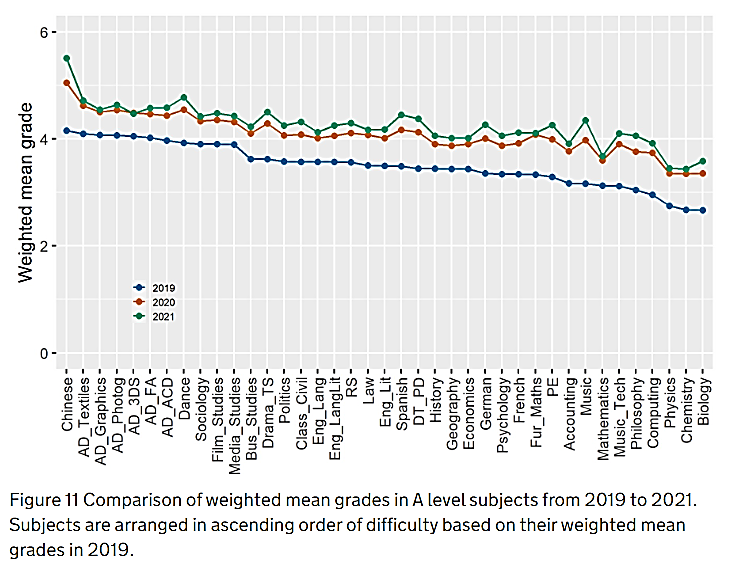 6
4
2
0
Weighted mean grade
2019
2020
2021
Chinese
AD_Textiles
AD_Graphics
AD_Photog
AD_3DS
AD_FA
AD_ACD
Dance
Sociology
Film_Studies
Media_Studies
Bus_Studies
Drama_TS
Politics
Class_Civil
Eng_Lang
Eng_LangLit
RS
Law
Eng_Lit
Spanish
DT_PD
History
Geography
Economics
German
Psychology
French
Fur_Maths
PE
Accounting
Music
Mathematics
Music_Tech
Philosophy
Computing
Physics
Chemistry
Biology
Figure 11 Comparison of weighted mean grades in A level subjects from 2019 to 2021.
Subjects are arranged in ascending order of difficulty based on their weighted mean
grades in 2019.